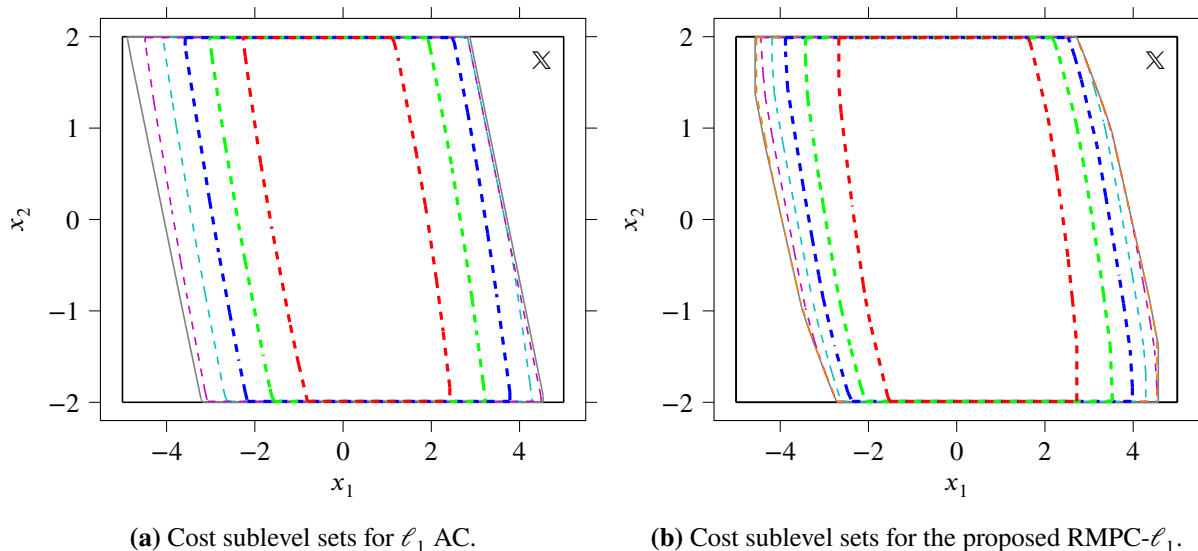 2
1
0
−1
−2
x₂
𝕏
−4
−2
0
2
4
x₁
(a) Cost sublevel sets for ℓ₁ AC.
2
1
0
−1
−2
x₂
𝕏
−4
−2
0
2
4
x₁
(b) Cost sublevel sets for the proposed RMPC-ℓ₁.